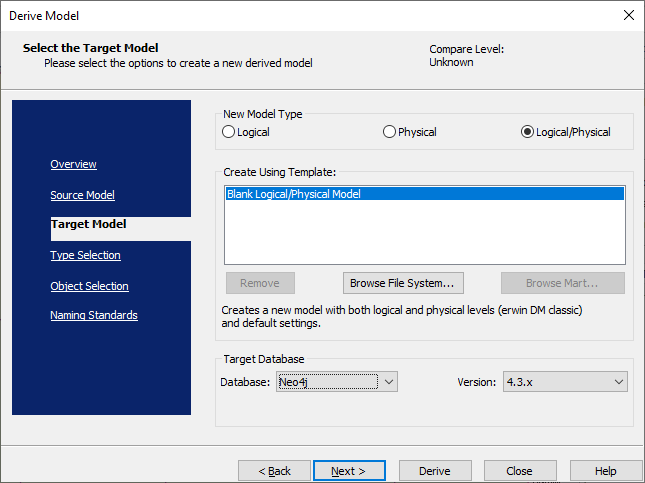 Derive Model
Select the Target Model
Please select the options to create a new derived model
Compare Level:
Unknown
Overview
Source Model
Target Model
Type Selection
Object Selection
Naming Standards
New Model Type
Logical
Physical
Logical/Physical
Create Using Template:
Blank Logical/Physical Model
Remove
Browse File System...
Browse Mart...
Creates a new model with both logical and physical levels (erwin DM classic)
and default settings.
Target Database
Database:
Neo4j
Version:
4.3.x
< Back
Next >
Derive
Close
Help